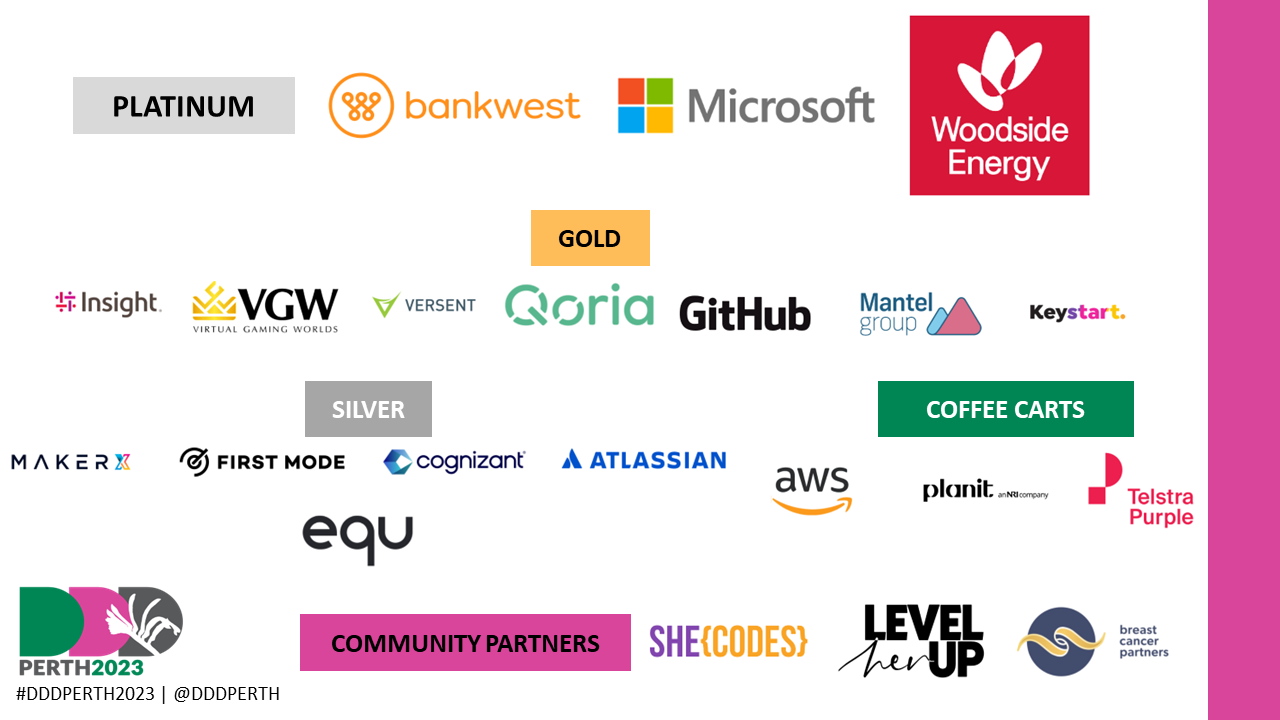 PLATINUM
bankwest
Microsoft
Woodside
Energy
GOLD
Insight.
VGW
VIRTUAL GAMING WORLDS
VERSENT
Qoria
GitHub
Mantel
group
Keystart.
SILVER
MAKERX
FIRST MODE
cognizant
ATLASSIAN
equ
COFFEE CARTS
aws
planit an NRI company
Telstra
Purple
DDD
PERTH2023
#DDDPERTH2023 | @DDDPERTH
COMMUNITY PARTNERS
SHE{CODES}
LEVEL
her UP
breast
cancer
partners